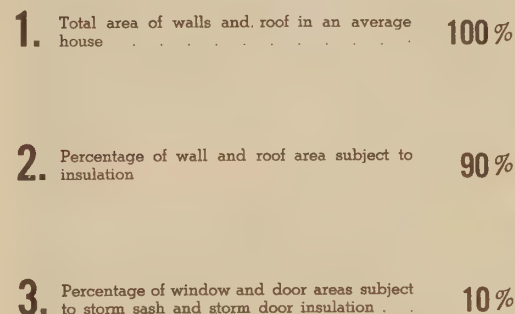 1. Total area of walls and. roof in an average
house . . . . . . . . . . . 100%
2. Percentage of wall and roof area subject to
insulation 90%
3. Percentage of window and door areas subject
to storm sash and storm door insulation . . 10%